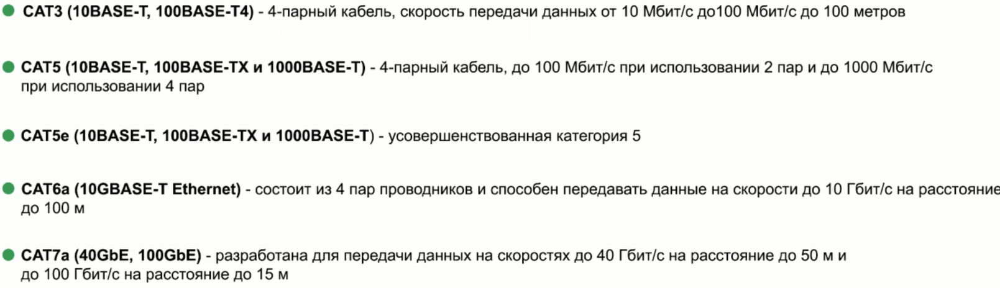 CAT3 (10BASE-T, 100BASE-T4) - 4-парный кабель, скорость передачи данных от 10 Мбит/с до100 Мбит/с до 100 метров
CAT5 (10BASE-T, 100BASE-TX и 1000BASE-T) - 4-парный кабель, до 100 Мбит/с при использовании 2 пар и до 1000 Мбит/с
при использовании 4 пар
CAT5e (10BASE-T, 100BASE-TX и 1000BASE-T) - усовершенствованная категория 5
CAT6a (10GBASE-T Ethernet) - состоит из 4 пар проводников и способен передавать данные на скорости до 10 Гбит/с на расстояние
до 100 м
CAT7a (40GbE, 100GbE) - разработана для передачи данных на скоростях до 40 Гбит/с на расстояние до 50 м и
до 100 Гбит/с на расстояние до 15 м